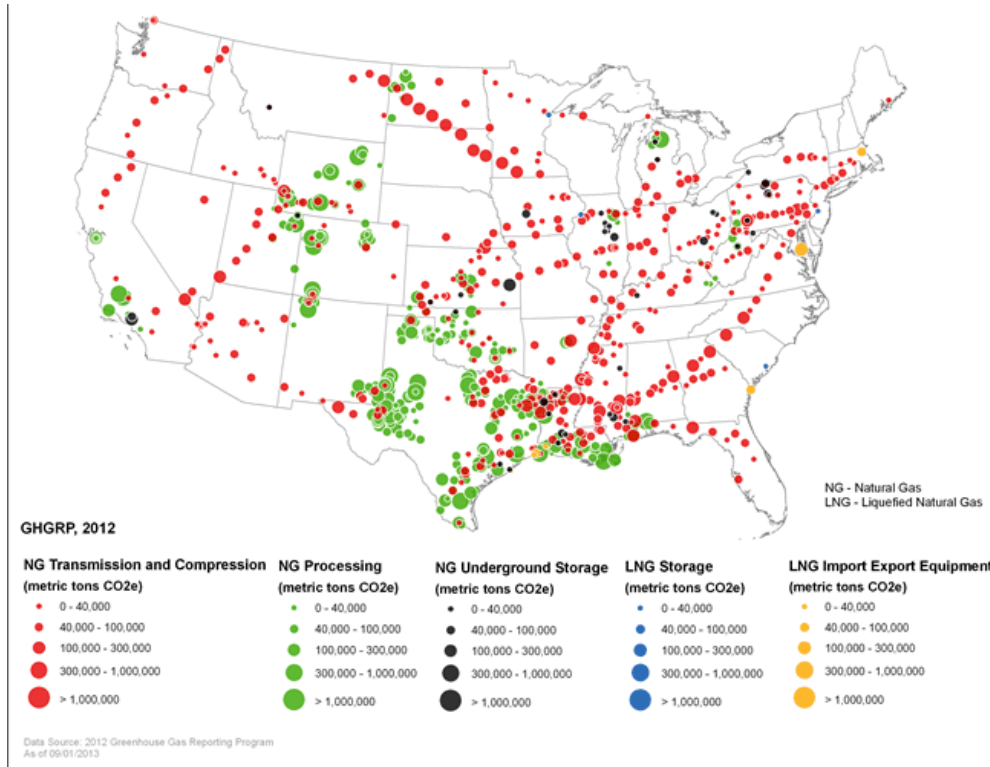 NG - Natural Gas
LNG - Liquefied Natural Gas
GHGRP, 2012
NG Transmission and Compression
(metric tons CO2e)
0 - 40,000
40,000 - 100,000
100,000 - 300,000
300,000 - 1,000,000
> 1,000,000
NG Processing
(metric tons CO2e)
0 - 40,000
40,000 - 100,000
100,000 - 300,000
300,000 - 1,000,000
> 1,000,000
NG Underground Storage
(metric tons CO2e)
0 - 40,000
40,000 - 100,000
100,000 - 300,000
300,000 - 1,000,000
> 1,000,000
LNG Storage
(metric tons CO2e)
0 - 40,000
40,000 - 100,000
100,000 - 300,000
300,000 - 1,000,000
> 1,000,000
LNG Import Export Equipment
(metric tons CO2e)
0 - 40,000
40,000 - 100,000
100,000 - 300,000
300,000 - 1,000,000
> 1,000,000
Data Source: 2012 Greenhouse Gas Reporting Program
As of 09/01/2013